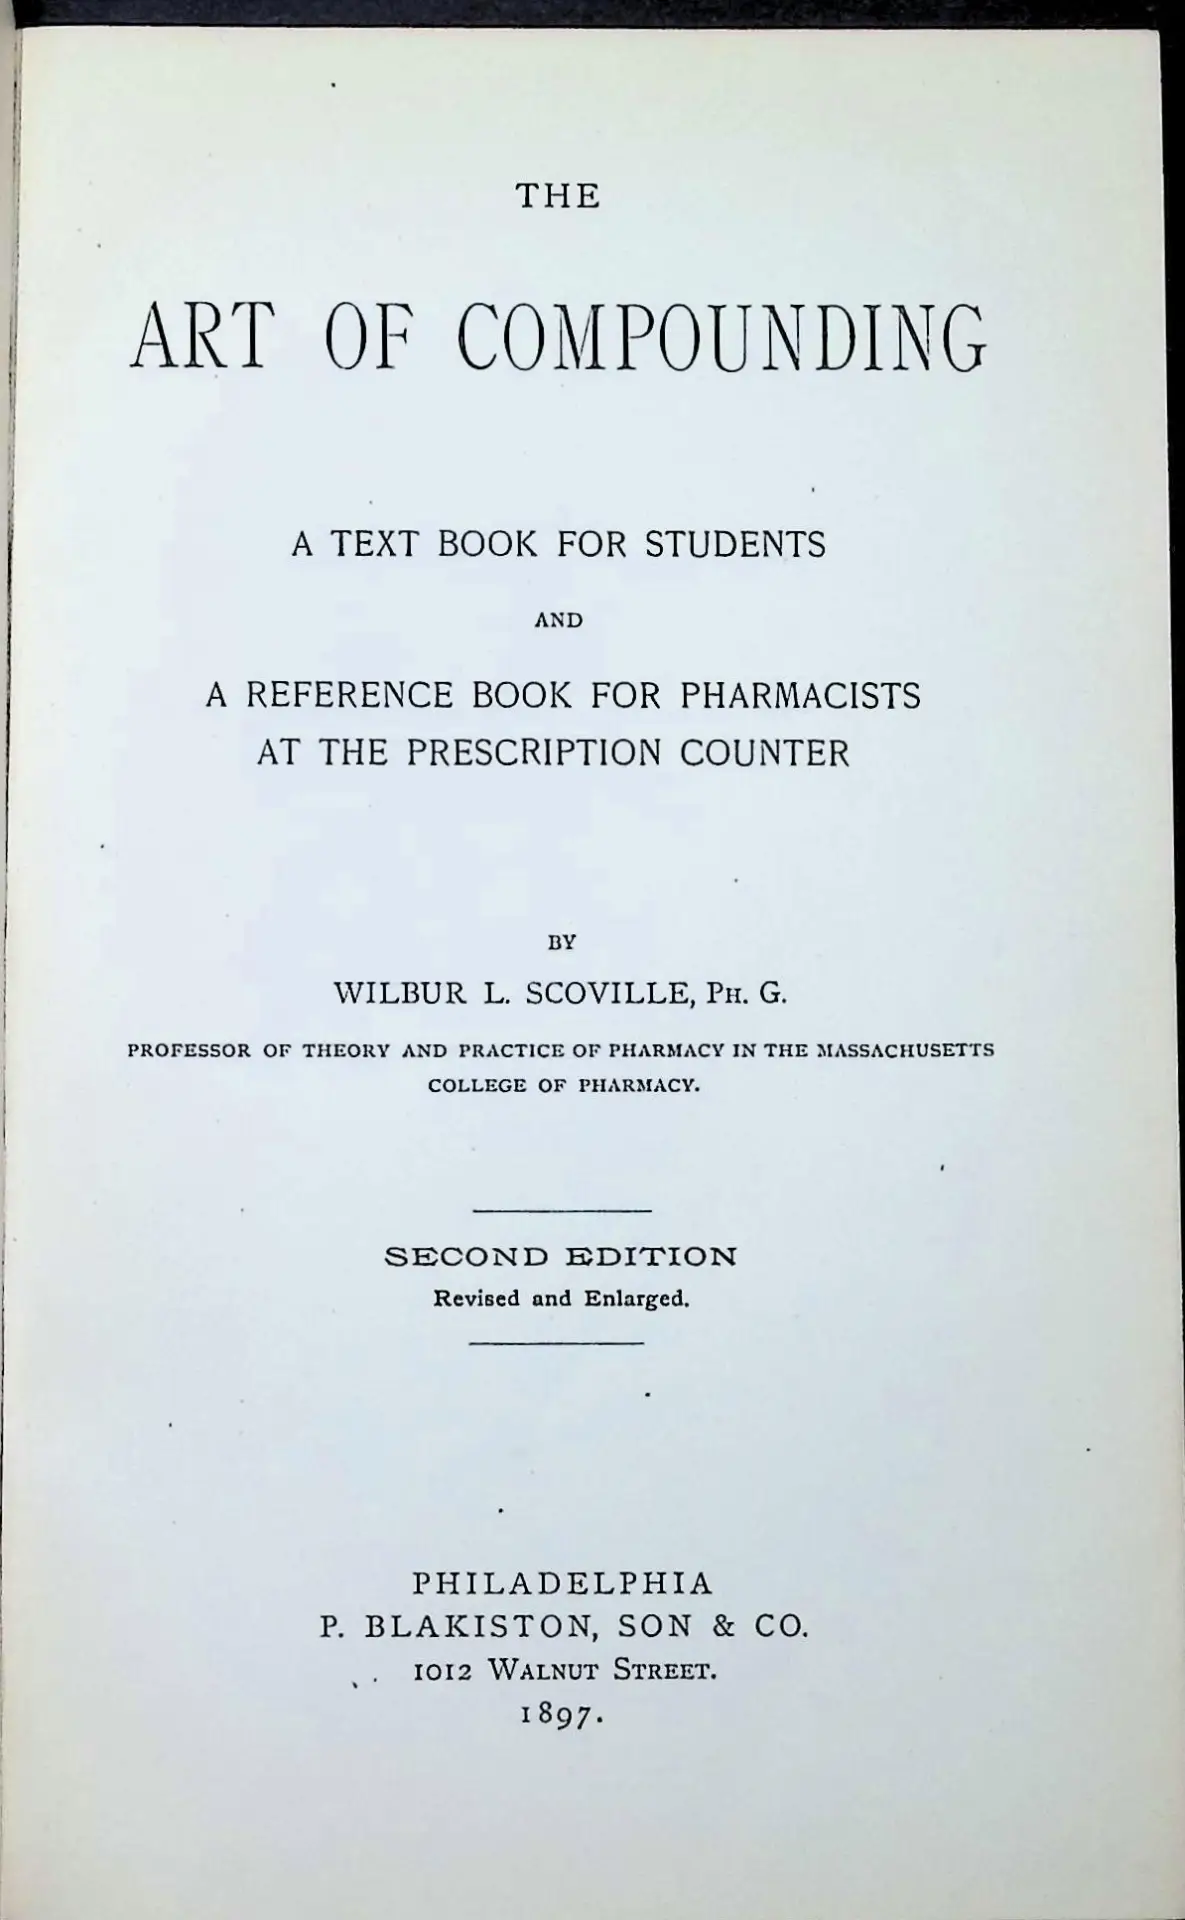 THE
ART OF COMPOUNDING
A TEXT BOOK FOR STUDENTS
AND
A REFERENCE BOOK FOR PHARMACISTS
AT THE PRESCRIPTION COUNTER
BY
WILBUR L. SCOVILLE, PH. G.
PROFESSOR OF THEORY AND PRACTICE OF PHARMACY IN THE MASSACHUSETTS
COLLEGE OF PHARMACY.
SECOND EDITION
Revised and Enlarged.
PHILADELPHIA
P. BLAKISTON, SON & CO.
1012 WALNUT STREET.
1897.